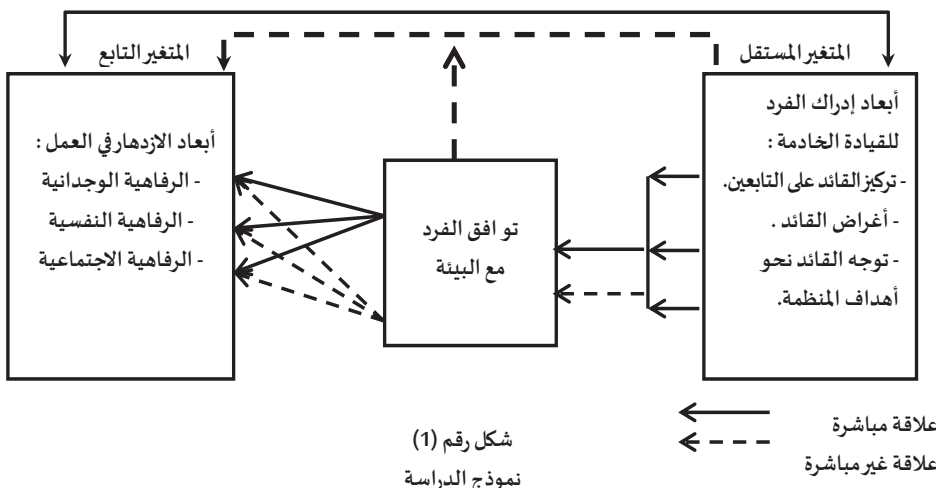 المتغير المستقل
المتغير التابع
أبعاد إدراك الفرد
للقيادة الخادمة :
- تركيز القائد على التابعين.
- أغراض القائد .
- توجه القائد نحو
أهداف المنظمة.
توافق الفرد
مع البيئة
أبعاد الازدهار في العمل :
- الرفاهية الوجدانية
- الرفاهية النفسية
- الرفاهية الاجتماعية
علاقة مباشرة
علاقة غير مباشرة
شكل رقم (1)
نموذج الدراسة